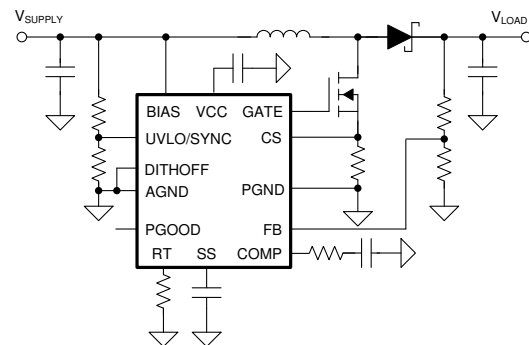 VSUPPLY
VLOAD
BIAS VCC GATE
UVLO/SYNC CS
DITHOFF
AGND PGND
PGOOD FB
RT SS COMP